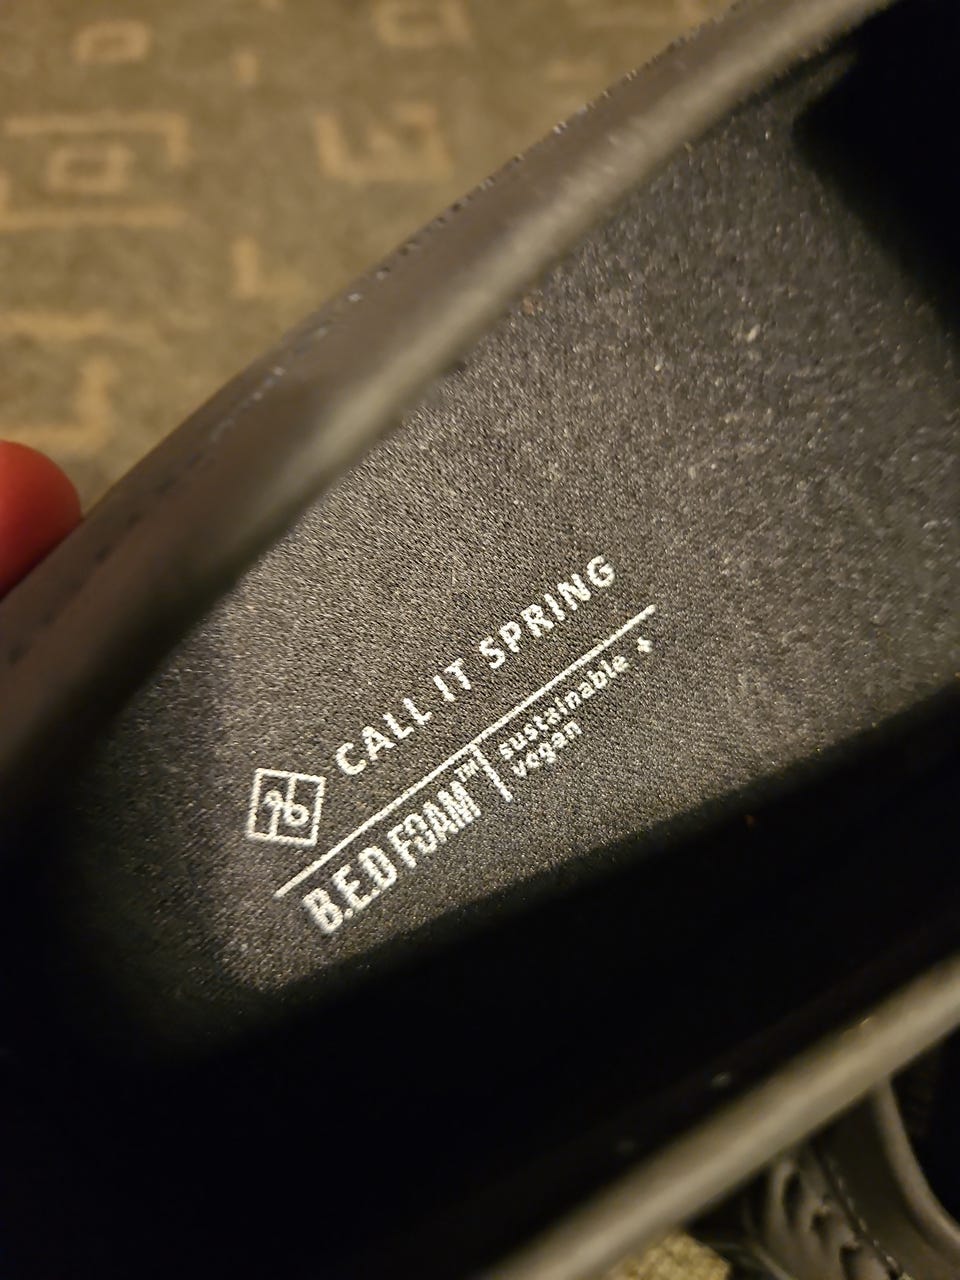 CALL IT SPRING
B.E.D FOAM™
sustainable +
vegan